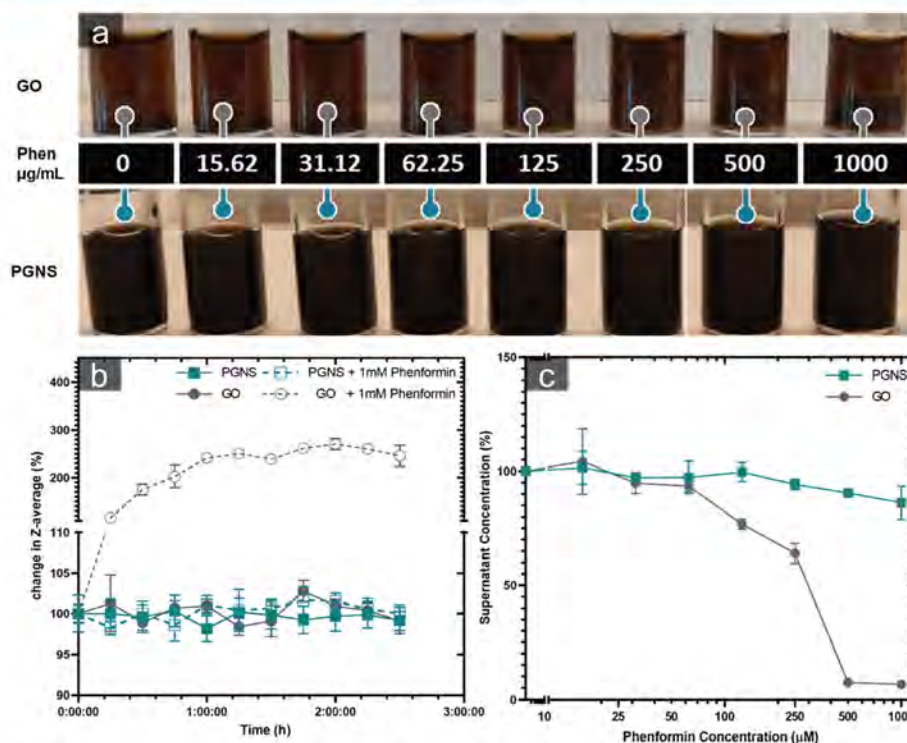 a
GO
Phen
µg/mL
0 15.62 31.12 62.25 125 250 500 1000
PGNS
b
PGNS PGNS + 1mM Phenformin
GO GO + 1mM Phenformin
change in Z-average (%)
400
300
200
110
105
100
95
90
0:00:00 1:00:00 2:00:00 3:00:00
Time (h)
c
PGNS
GO
Supernatant Concentration (%)
150
100
50
0
10 25 50 100 250 500
Phenformin Concentration (µM)